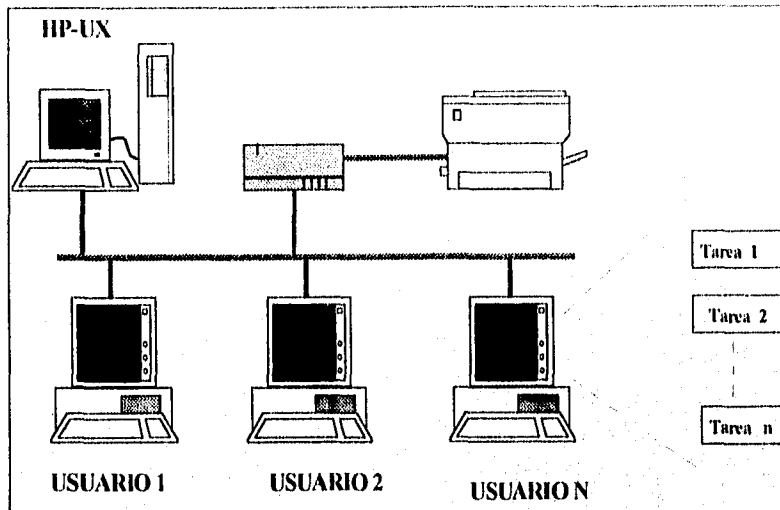 HP-UX
Tarea 1
Tarea 2
Tarea n
USUARIO 1
USUARIO 2
USUARIO N